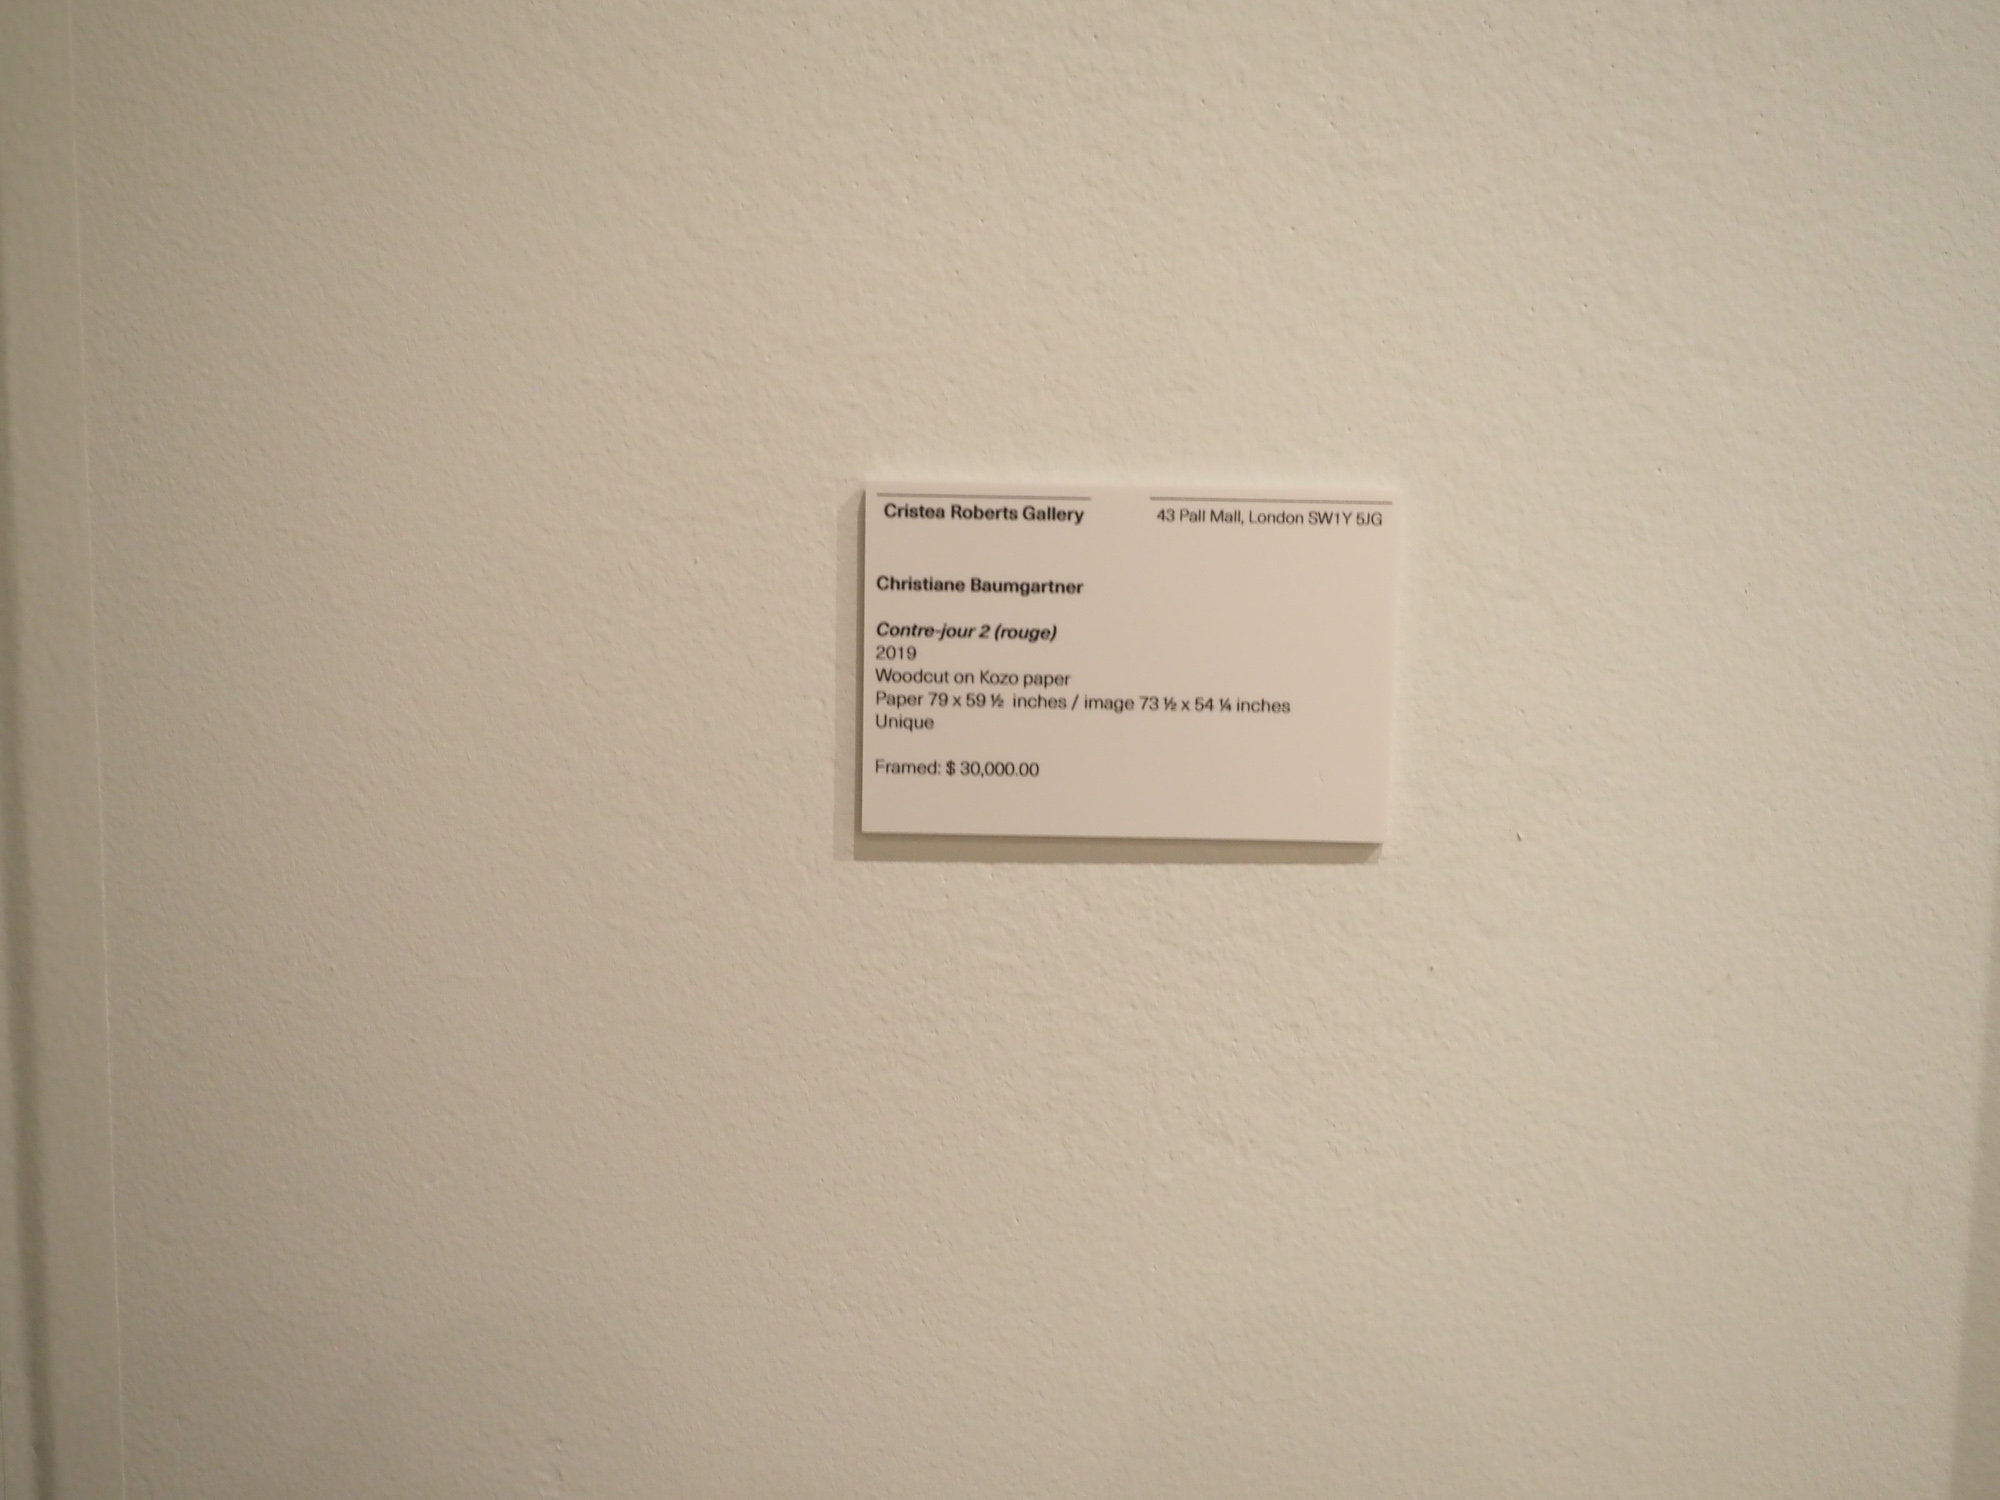 Cristea Roberts Gallery
43 Pall Mall, London SW1Y 5JG
Christiane Baumgartner
Contre-jour 2 (rouge)
2019
Woodcut on Kozo paper
Paper 79 x 59 ½ inches / image 73 ½ x 54 ¼ inches
Unique
Framed: $ 30,000.00